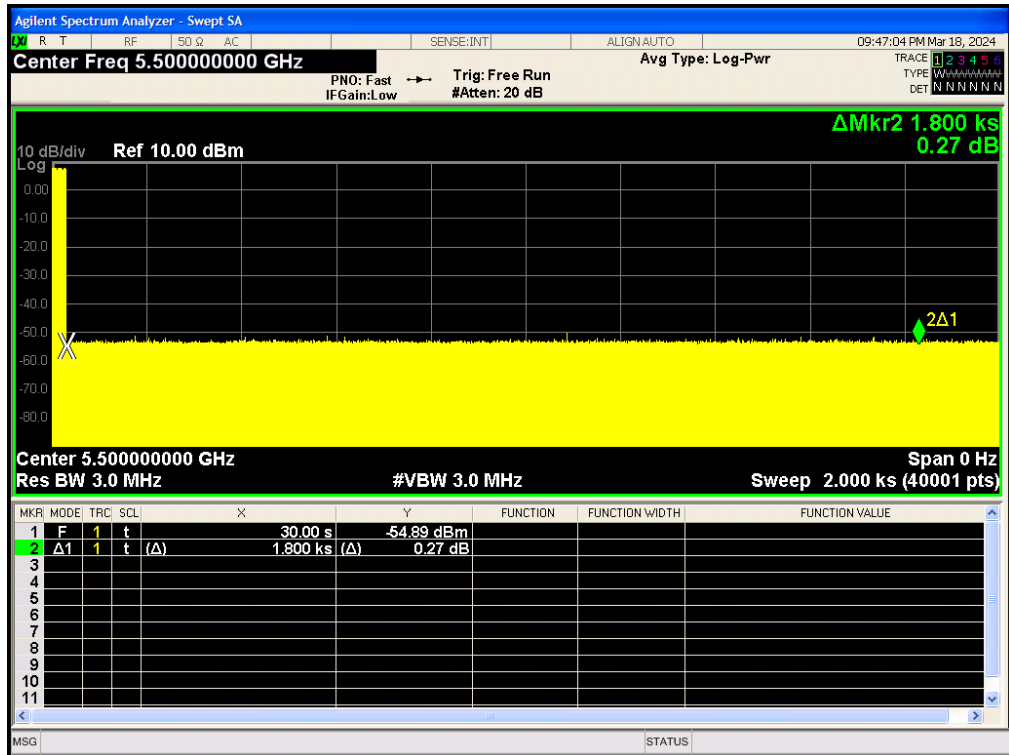 Agilent Spectrum Analyzer - Swept SA
LXI R T RF 50 Ω AC SENSE:INT ALIGN AUTO 09:47:04 PM Mar 18, 2024
Center Freq 5.500000000 GHz
PNO: Fast
IFGain:Low
Trig: Free Run
#Atten: 20 dB
Avg Type: Log-Pwr
TRACE 1 2 3 4 5 6
TYPE W
DET N N N N N N
ΔMkr2 1.800 ks
0.27 dB
10 dB/div Ref 10.00 dBm
Log
0.00
-10.0
-20.0
-30.0
-40.0
-50.0
-60.0
-70.0
-80.0
2Δ1
X
Center 5.500000000 GHz Span 0 Hz
Res BW 3.0 MHz #VBW 3.0 MHz Sweep 2.000 ks (40001 pts)
MKR MODE TRC SCL X Y FUNCTION FUNCTION WIDTH FUNCTION VALUE
1 F 1 t 30.00 s -54.89 dBm
2 Δ1 1 t (Δ) 1.800 ks (Δ) 0.27 dB
3
4
5
6
7
8
9
10
11
MSG STATUS